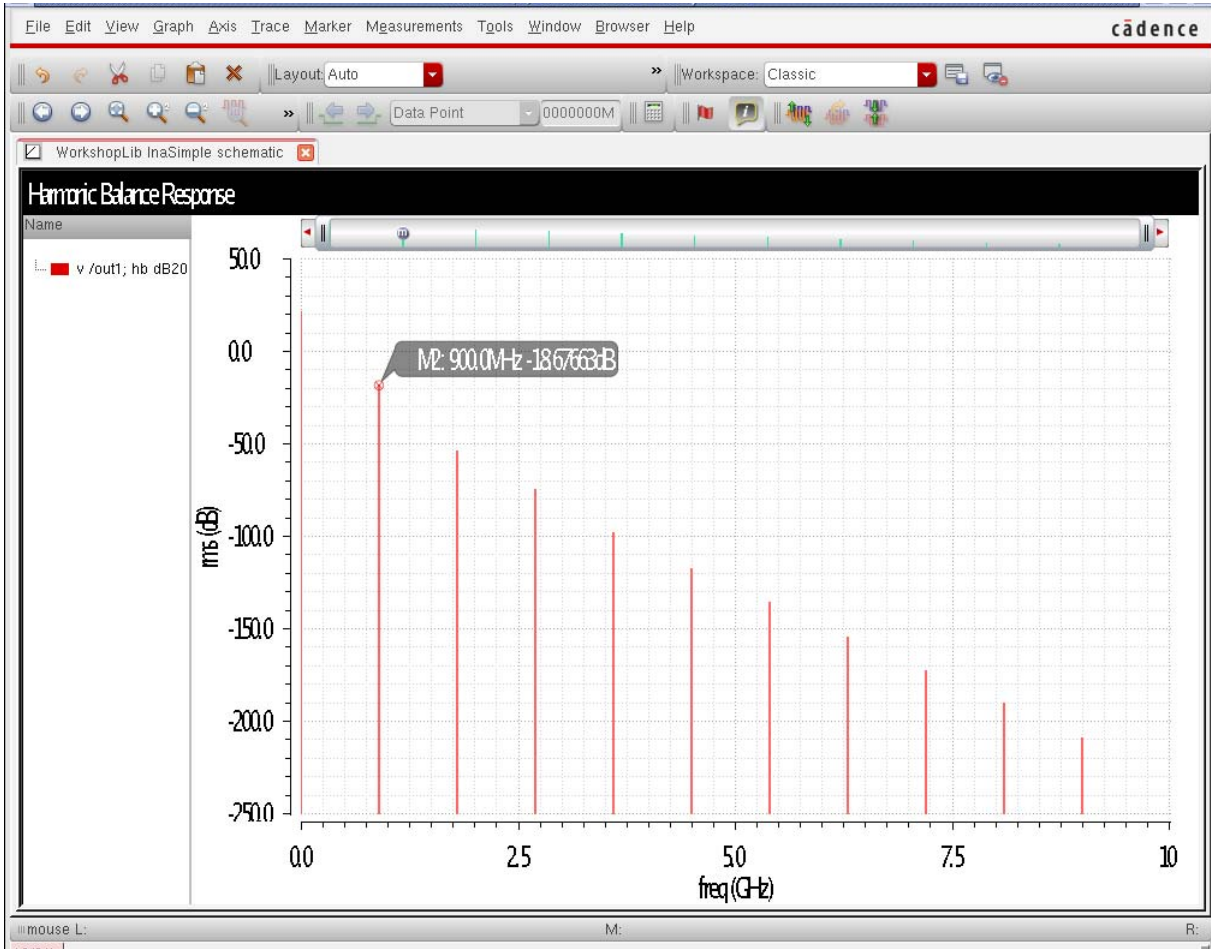 File Edit View Graph Axis Trace Marker Measurements Tools Window Browser Help
cādence
Layout: Auto
»
Workspace: Classic
»
Data Point
0000000M
WorkshopLib lnaSimple schematic
Harmonic Balance Response
Name
v /out1; hb dB20
50.0
0.0
-50.0
-100.0
-150.0
-200.0
-250.0
rms (dB)
M2: 900.0MHz -18.67663dB
0.0 2.5 5.0 7.5 10
freq (GHz)
mouse L: M: R: